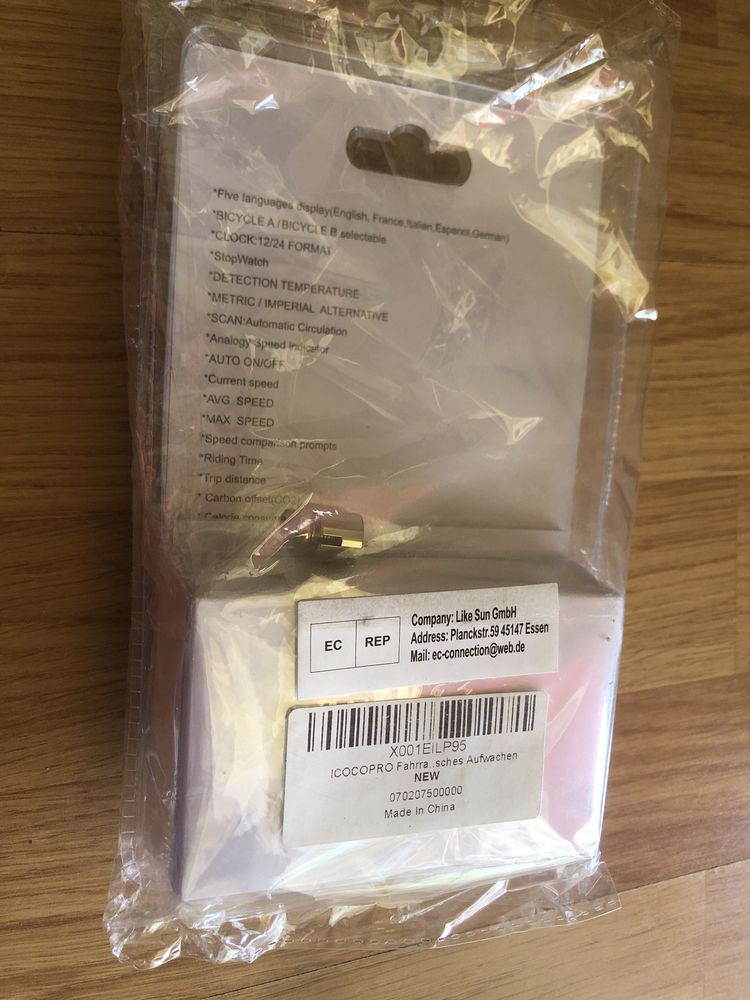 *Five languages display(English, France,Italian,Espanol,German)
*BICYCLE A / BICYCLE B selectable
*CLOCK:12/24 FORMAT
*StopWatch
*DETECTION TEMPERATURE
*METRIC / IMPERIAL ALTERNATIVE
*SCAN:Automatic Circulation
*Analogy Speed Indicator
*AUTO ON/OFF
*Current speed
*AVG SPEED
*MAX SPEED
*Speed comparison prompts
*Riding Time
*Trip distance
* Carbon offset(CO2)
* Calorie
EC REP
Company: Like Sun GmbH
Address: Planckstr.59 45147 Essen
Mail: ec-connection@web.de
X001EILP95
ICOCOPRO Fahrra..sches Aufwachen
NEW
070207500000
Made In China